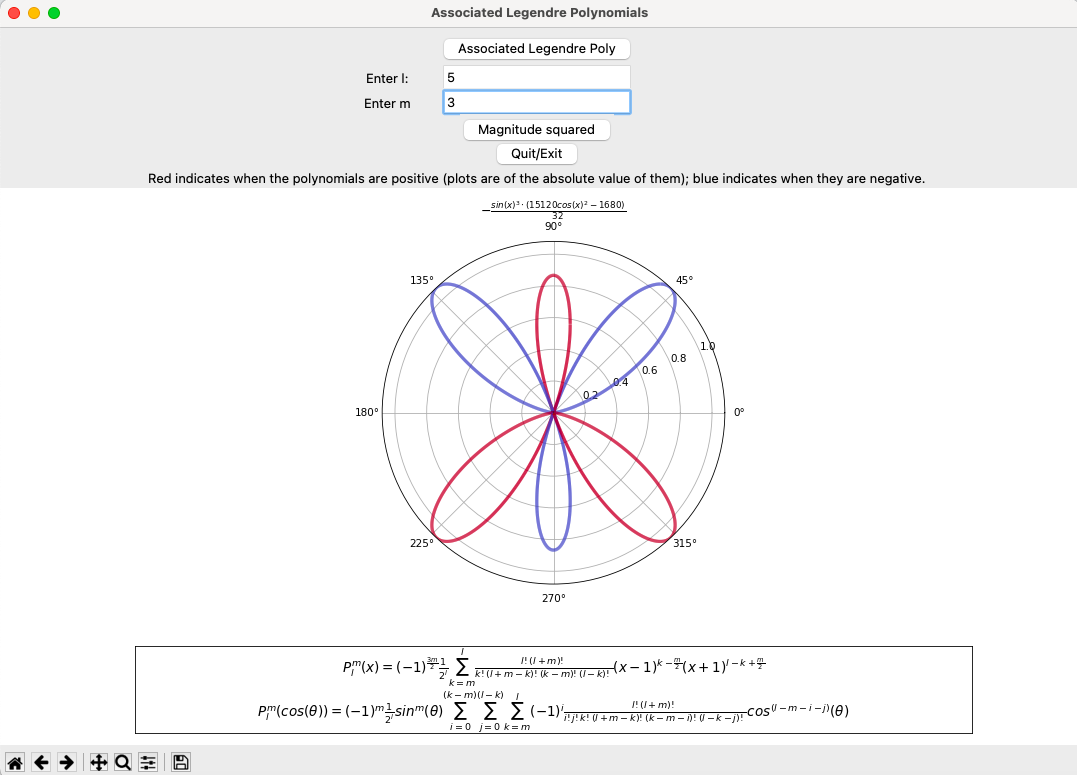 Associated Legendre Polynomials
Associated Legendre Poly
Enter l: 5
Enter m 3
Magnitude squared
Quit/Exit
Red indicates when the polynomials are positive (plots are of the absolute value of them); blue indicates when they are negative.
$-\frac{sin(x)^3 \cdot (15120cos(x)^2 - 1680)}{32}$
90°
135° 45°
1.0
0.8
0.6
0.4
0.2
180° 0°
225° 315°
270°
$P_l^m(x) = (-1)^{\frac{3m}{2}} \frac{1}{2^l} \sum_{k=m}^{l} \frac{l!(l+m)!}{k!(l+m-k)!(k-m)!(l-k)!} (x-1)^{k-\frac{m}{2}} (x+1)^{l-k+\frac{m}{2}}$
$P_l^m(cos(\theta)) = (-1)^m \frac{1}{2^l} sin^m(\theta) \sum_{i=0}^{(k-m)} \sum_{j=0}^{(l-k)} \sum_{k=m}^{l} (-1)^i \frac{l!(l+m)!}{i!j!k!(l+m-k)!(k-m-i)!(l-k-j)!} cos^{(l-m-i-j)}(\theta)$